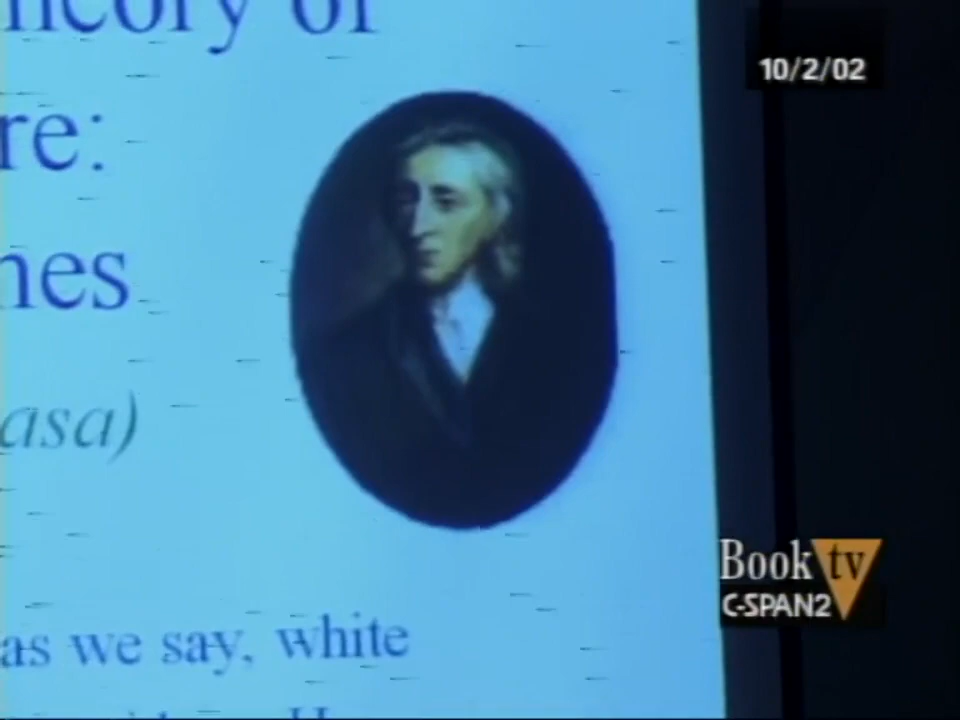 heory of
10/2/02
re:
nes
asa)
Book tv
C-SPAN2
as we say, white